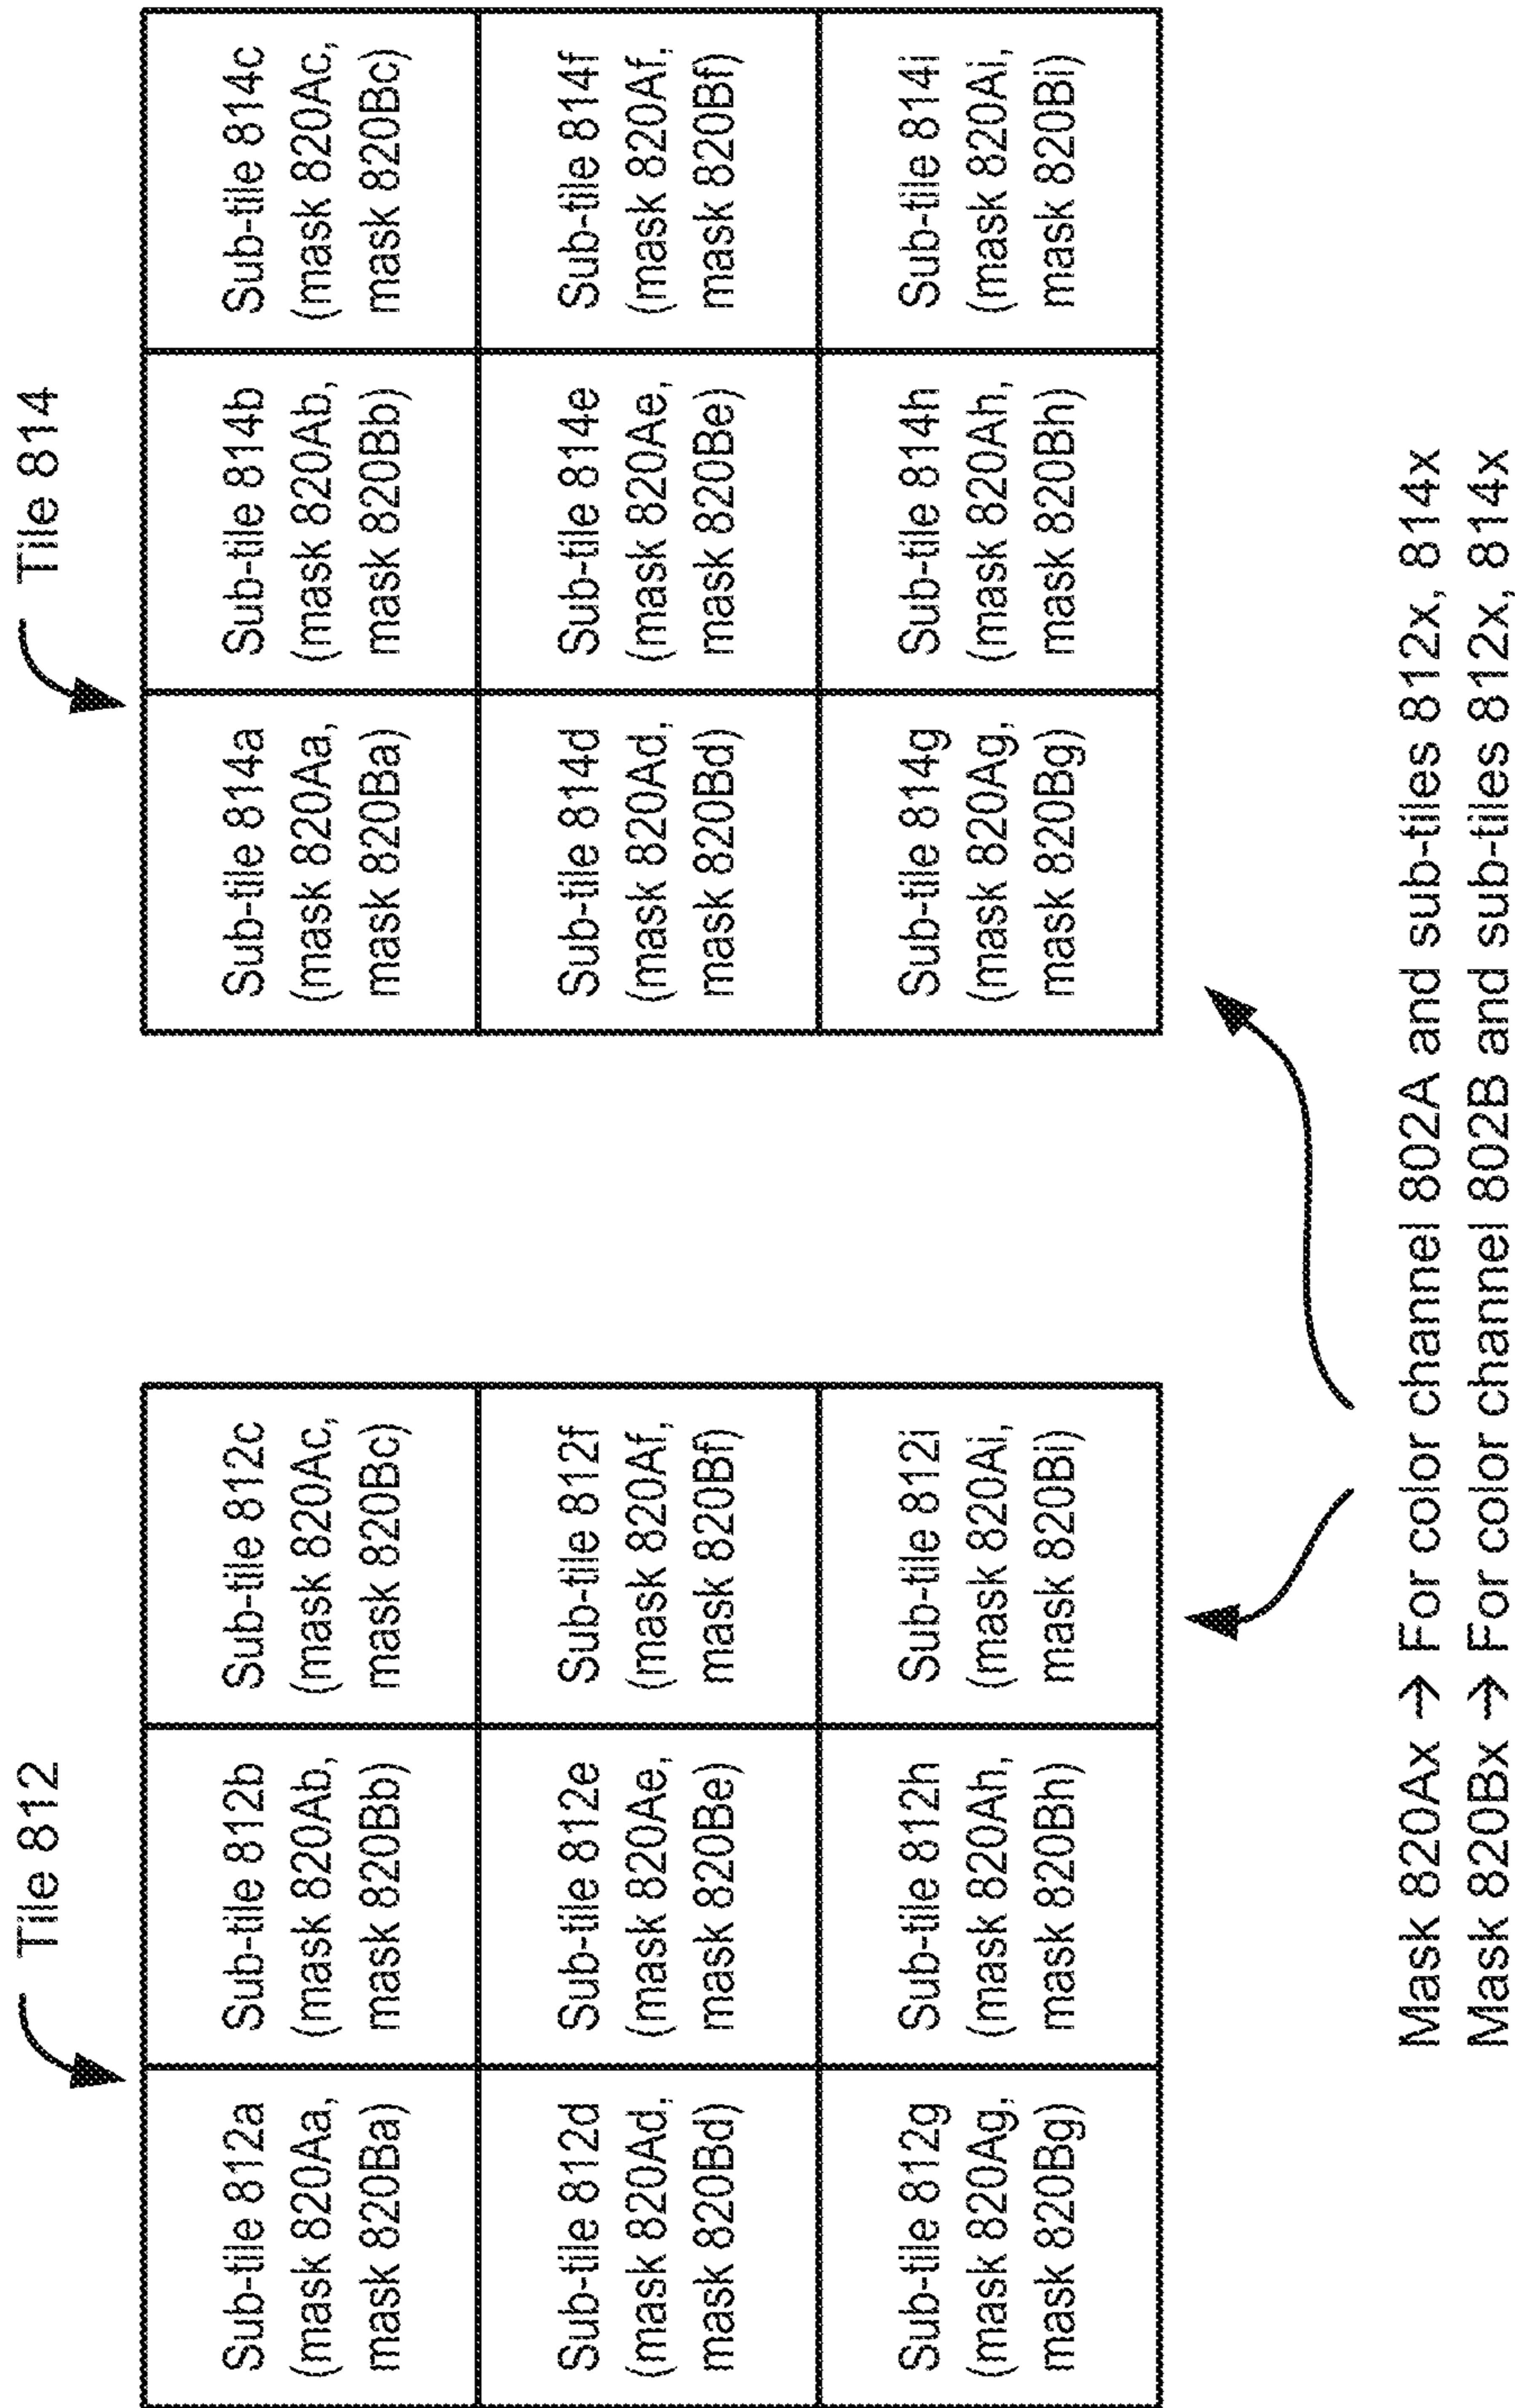 Tile 812
Sub-tile 812a
(mask 820Aa,
mask 820Ba)
Sub-tile 812b
(mask 820Ab,
mask 820Bb)
Sub-tile 812c
(mask 820Ac,
mask 820Bc)
Sub-tile 812d
(mask 820Ad,
mask 820Bd)
Sub-tile 812e
(mask 820Ae,
mask 820Be)
Sub-tile 812f
(mask 820Af,
mask 820Bf)
Sub-tile 812g
(mask 820Ag,
mask 820Bg)
Sub-tile 812h
(mask 820Ah,
mask 820Bh)
Sub-tile 812i
(mask 820Ai,
mask 820Bi)
Tile 814
Sub-tile 814a
(mask 820Aa,
mask 820Ba)
Sub-tile 814b
(mask 820Ab,
mask 820Bb)
Sub-tile 814c
(mask 820Ac,
mask 820Bc)
Sub-tile 814d
(mask 820Ad,
mask 820Bd)
Sub-tile 814e
(mask 820Ae,
mask 820Be)
Sub-tile 814f
(mask 820Af,
mask 820Bf)
Sub-tile 814g
(mask 820Ag,
mask 820Bg)
Sub-tile 814h
(mask 820Ah,
mask 820Bh)
Sub-tile 814i
(mask 820Ai,
mask 820Bi)
Mask 820Ax → For color channel 802A and sub-tiles 812x, 814x
Mask 820Bx → For color channel 802B and sub-tiles 812x, 814x